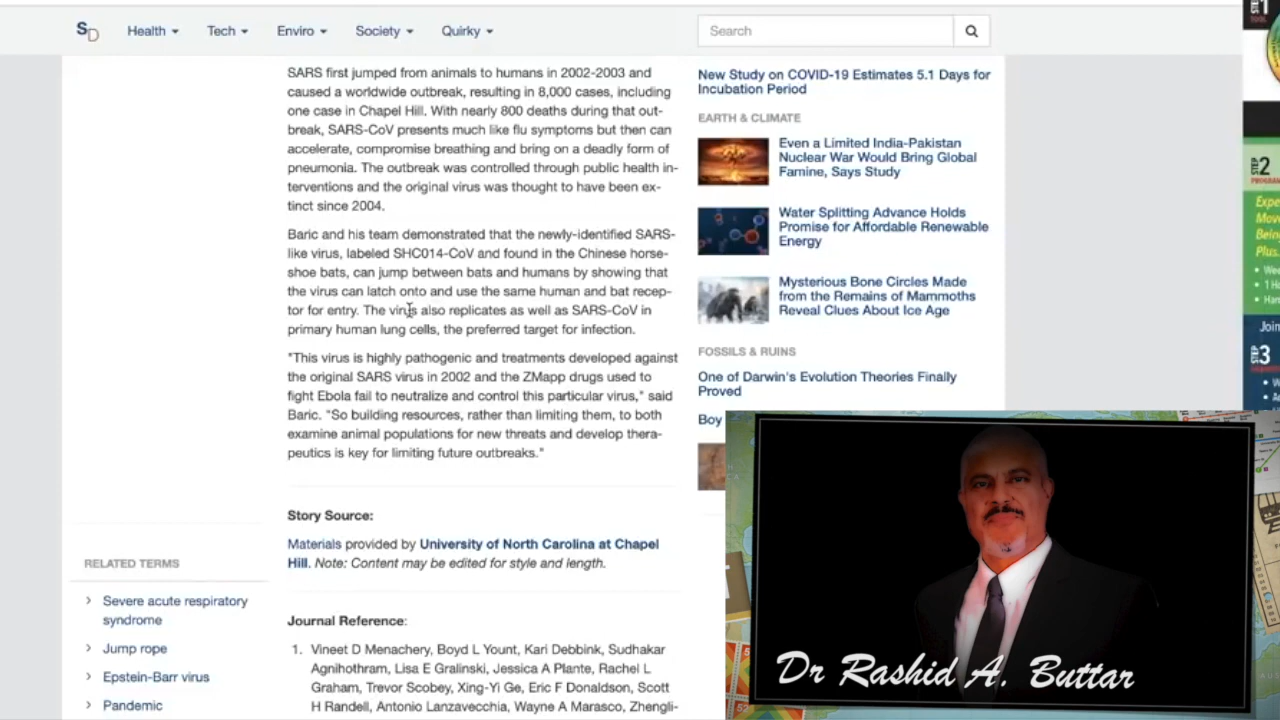 SD
Health
Tech
Enviro
Society
Quirky
Search
SARS first jumped from animals to humans in 2002-2003 and
caused a worldwide outbreak, resulting in 8,000 cases, including
one case in Chapel Hill. With nearly 800 deaths during that out-
break, SARS-CoV presents much like flu symptoms but then can
accelerate, compromise breathing and bring on a deadly form of
pneumonia. The outbreak was controlled through public health in-
terventions and the original virus was thought to have been ex-
tinct since 2004.
Baric and his team demonstrated that the newly-identified SARS-
like virus, labeled SHC014-CoV and found in the Chinese horse-
shoe bats, can jump between bats and humans by showing that
the virus can latch onto and use the same human and bat recep-
tor for entry. The virus also replicates as well as SARS-CoV in
primary human lung cells, the preferred target for infection.
"This virus is highly pathogenic and treatments developed against
the original SARS virus in 2002 and the ZMapp drugs used to
fight Ebola fail to neutralize and control this particular virus," said
Baric. "So building resources, rather than limiting them, to both
examine animal populations for new threats and develop thera-
peutics is key for limiting future outbreaks."
Story Source:
Materials provided by University of North Carolina at Chapel
Hill. Note: Content may be edited for style and length.
Journal Reference:
1. Vineet D Menachery, Boyd L Yount, Kari Debbink, Sudhakar
Agnihothram, Lisa E Gralinski, Jessica A Plante, Rachel L
Graham, Trevor Scobey, Xing-Yi Ge, Eric F Donaldson, Scott
H Randell, Antonio Lanzavecchia, Wayne A Marasco, Zhengli-
RELATED TERMS
Severe acute respiratory
syndrome
Jump rope
Epstein-Barr virus
Pandemic
New Study on COVID-19 Estimates 5.1 Days for
Incubation Period
EARTH & CLIMATE
Even a Limited India-Pakistan
Nuclear War Would Bring Global
Famine, Says Study
Water Splitting Advance Holds
Promise for Affordable Renewable
Energy
Mysterious Bone Circles Made
from the Remains of Mammoths
Reveal Clues About Ice Age
FOSSILS & RUINS
One of Darwin's Evolution Theories Finally
Proved
Boy
Dr Rashid A. Buttar
STEP 2
STEP 3
Join